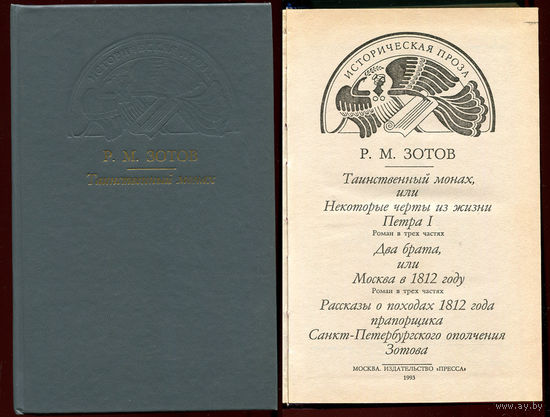 ИСТОРИЧЕСКАЯ ПРОЗА
Р. М. ЗОТОВ
Таинственный монах
ИСТОРИЧЕСКАЯ ПРОЗА
Р. М. ЗОТОВ
Таинственный монах,
или
Некоторые черты из жизни
Петра I
Роман в трех частях
Два брата,
или
Москва в 1812 году
Роман в трех частях
Рассказы о походах 1812 года
прапорщика
Санкт-Петербургского ополчения
Зотова
МОСКВА. ИЗДАТЕЛЬСТВО «ПРЕССА»
1993
www.ay.by